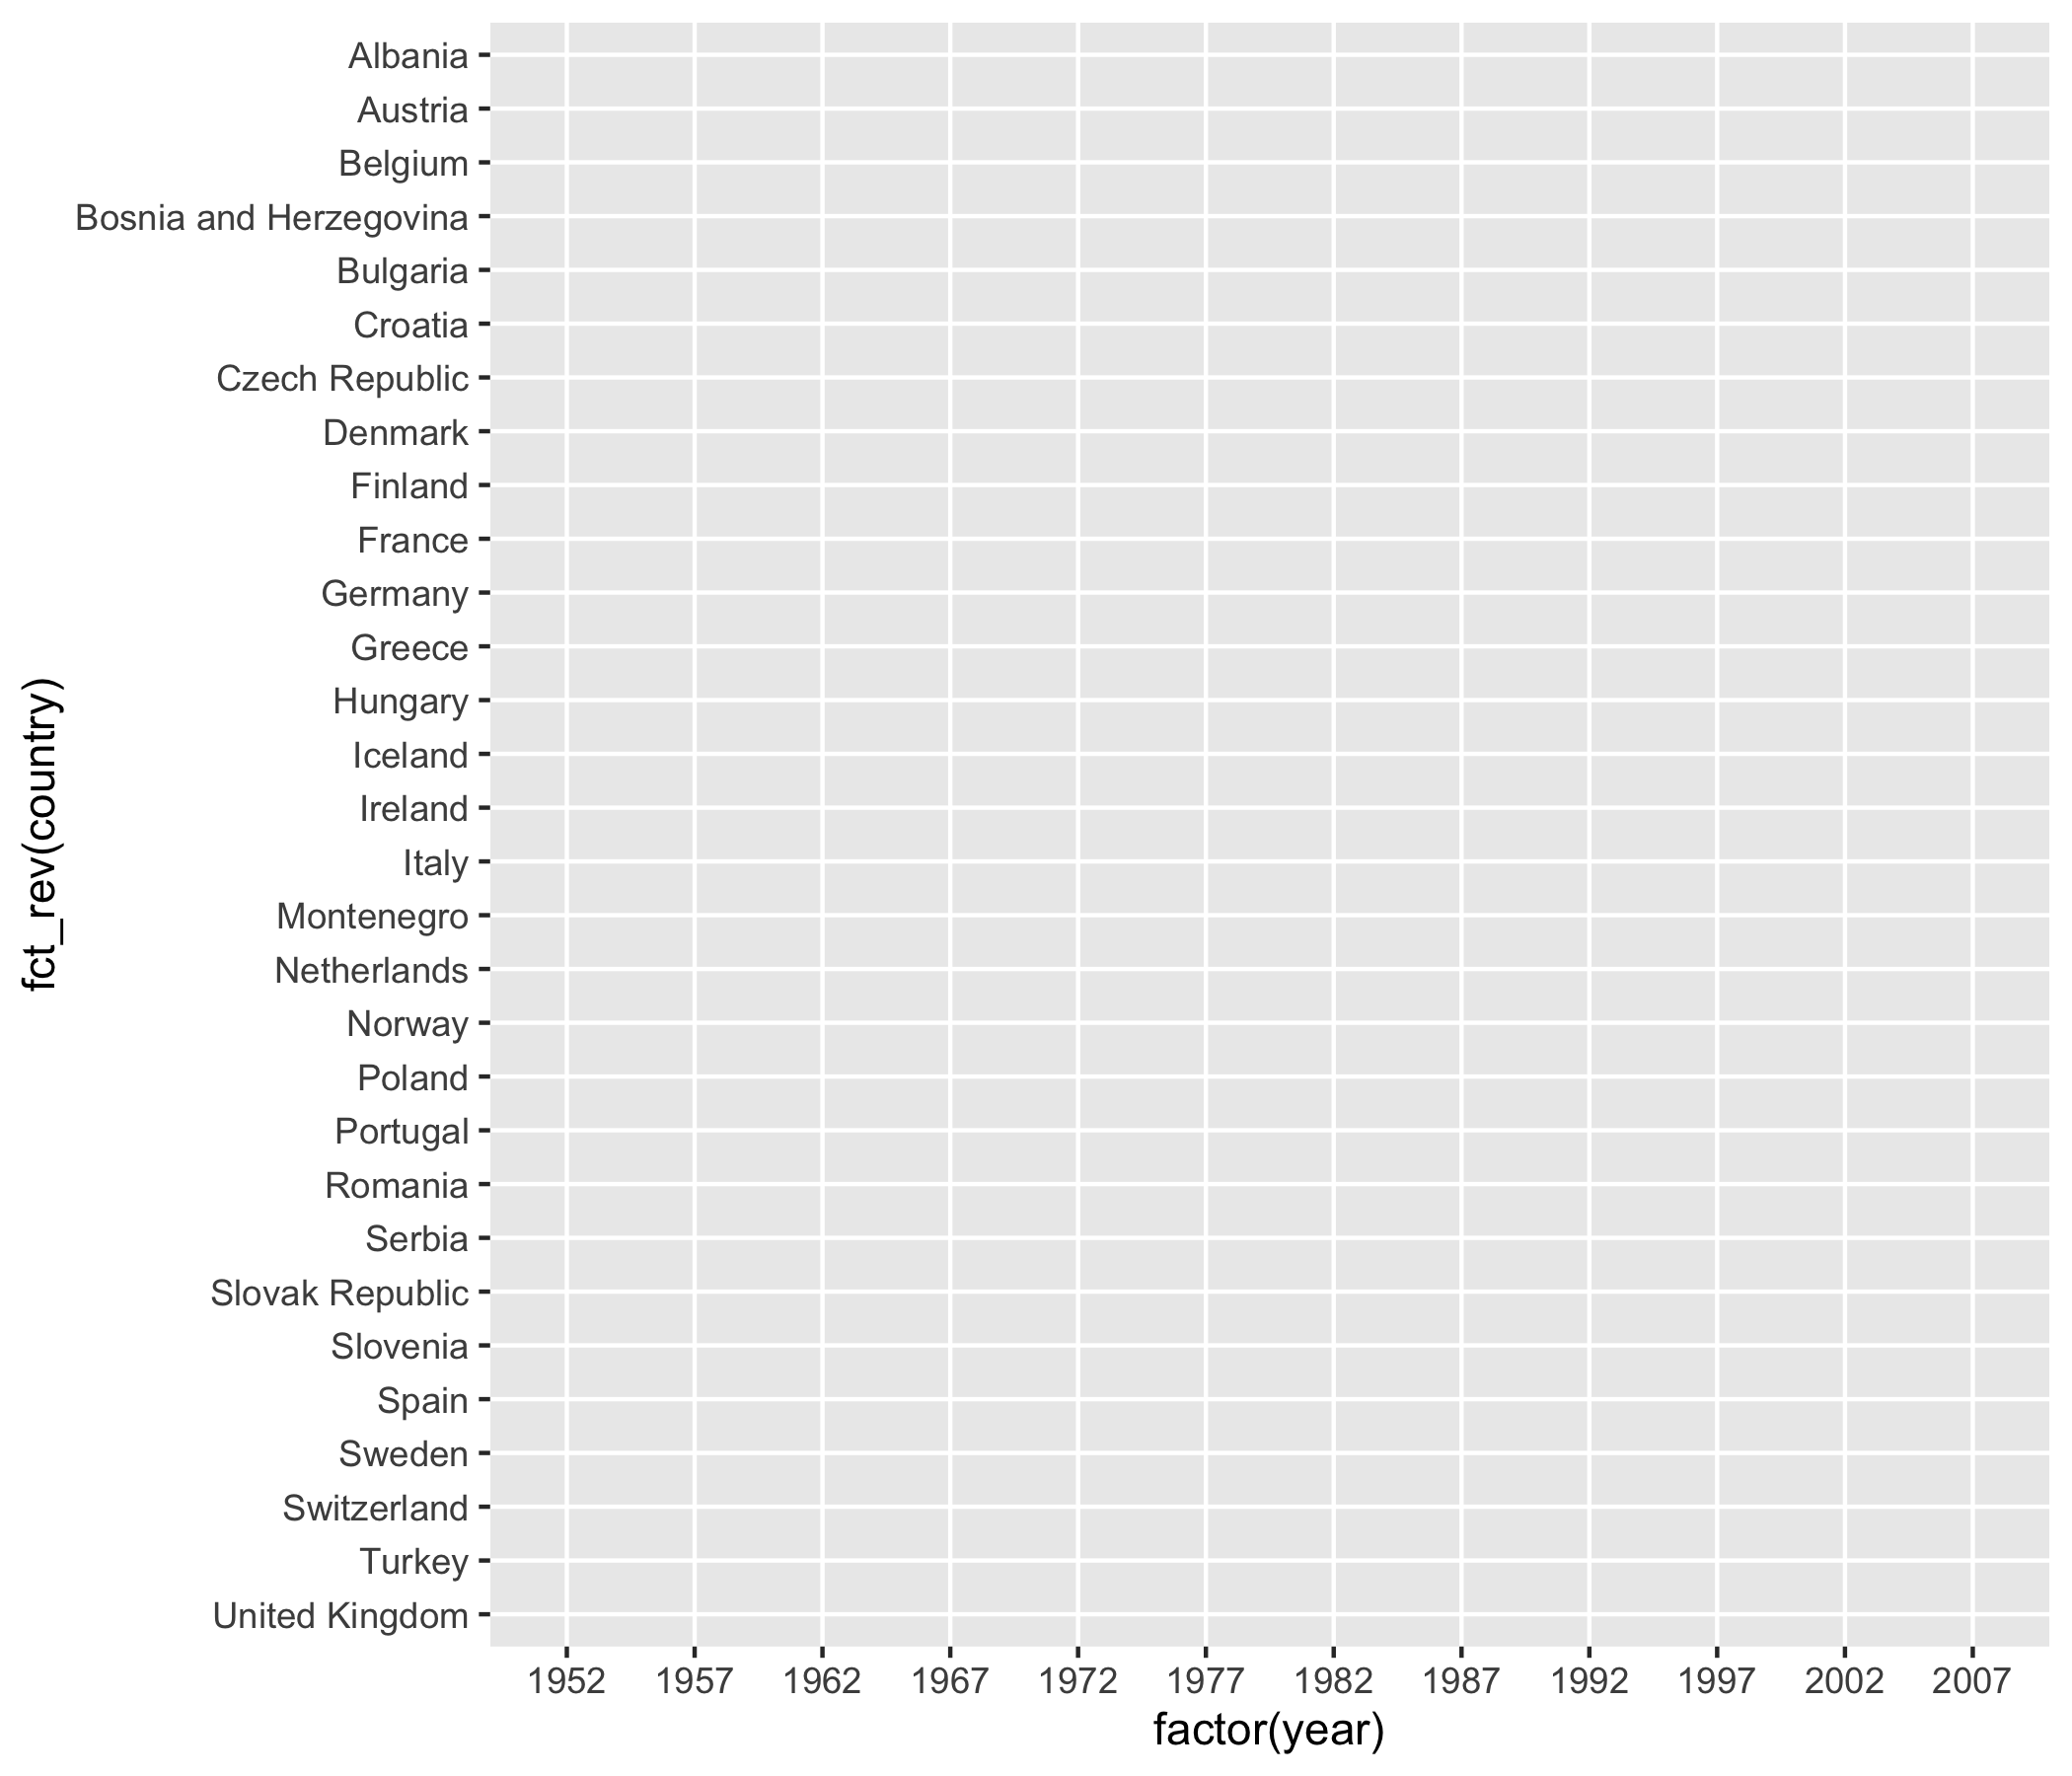 Albania
Austria
Belgium
Bosnia and Herzegovina
Bulgaria
Croatia
Czech Republic
Denmark
Finland
France
Germany
Greece
Hungary
Iceland
Ireland
Italy
Montenegro
Netherlands
Norway
Poland
Portugal
Romania
Serbia
Slovak Republic
Slovenia
Spain
Sweden
Switzerland
Turkey
United Kingdom
fct_rev(country)
1952 1957 1962 1967 1972 1977 1982 1987 1992 1997 2002 2007
factor(year)